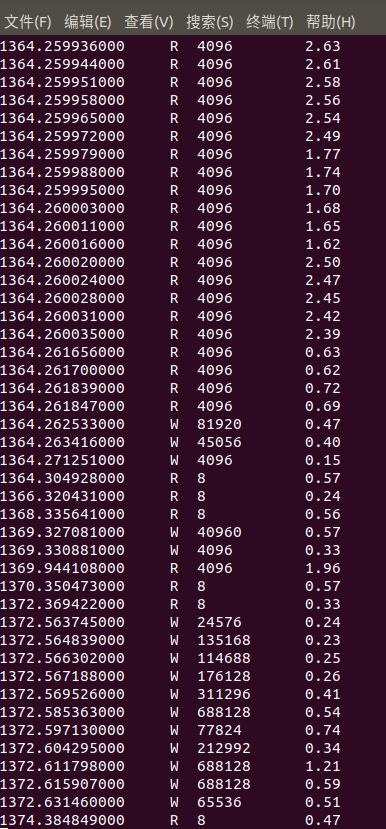 文件(F) 编辑(E) 查看(V) 搜索(S) 终端(T) 帮助(H)
1364.259936000 R 4096 2.63
1364.259944000 R 4096 2.61
1364.259951000 R 4096 2.58
1364.259958000 R 4096 2.56
1364.259965000 R 4096 2.54
1364.259972000 R 4096 2.49
1364.259979000 R 4096 1.77
1364.259988000 R 4096 1.74
1364.259995000 R 4096 1.70
1364.260003000 R 4096 1.68
1364.260011000 R 4096 1.65
1364.260016000 R 4096 1.62
1364.260020000 R 4096 2.50
1364.260024000 R 4096 2.47
1364.260028000 R 4096 2.45
1364.260031000 R 4096 2.42
1364.260035000 R 4096 2.39
1364.261656000 R 4096 0.63
1364.261700000 R 4096 0.62
1364.261839000 R 4096 0.72
1364.261847000 R 4096 0.69
1364.262533000 W 81920 0.47
1364.263416000 W 45056 0.40
1364.271251000 W 4096 0.15
1364.304928000 R 8 0.57
1366.320431000 R 8 0.24
1368.335641000 R 8 0.56
1369.327081000 W 40960 0.57
1369.330881000 W 4096 0.33
1369.944108000 R 4096 1.96
1370.350473000 R 8 0.57
1372.369422000 R 8 0.33
1372.563745000 W 24576 0.24
1372.564839000 W 135168 0.23
1372.566302000 W 114688 0.25
1372.567188000 W 176128 0.26
1372.569526000 W 311296 0.41
1372.585363000 W 688128 0.54
1372.597130000 W 77824 0.74
1372.604295000 W 212992 0.34
1372.611798000 W 688128 1.21
1372.615907000 W 688128 0.59
1372.631460000 W 65536 0.51
1374.384849000 R 8 0.47